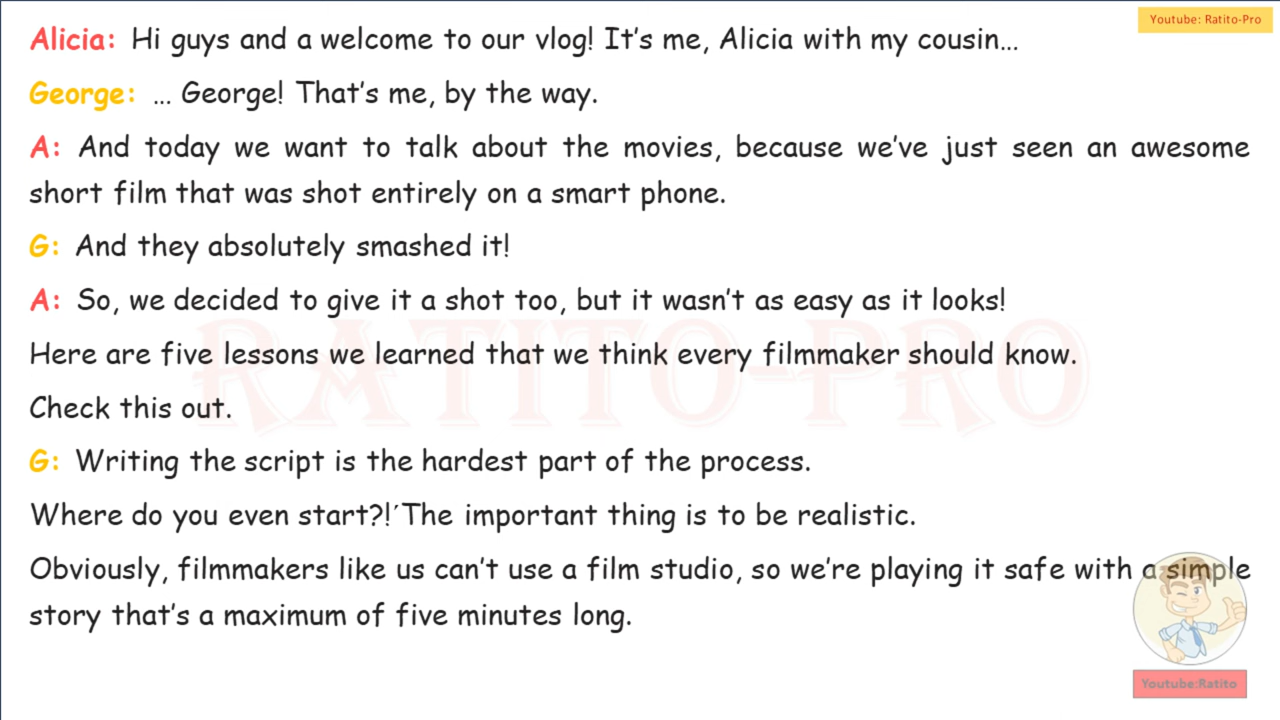 Youtube: Ratito-Pro
Alicia: Hi guys and a welcome to our vlog! It's me, Alicia with my cousin...
George: ... George! That's me, by the way.
A: And today we want to talk about the movies, because we've just seen an awesome
short film that was shot entirely on a smart phone.
G: And they absolutely smashed it!
A: So, we decided to give it a shot too, but it wasn't as easy as it looks!
RATITO-PRO
Here are five lessons we learned that we think every filmmaker should know.
Check this out.
G: Writing the script is the hardest part of the process.
Where do you even start?!´The important thing is to be realistic.
Obviously, filmmakers like us can't use a film studio, so we're playing it safe with a simple
story that's a maximum of five minutes long.
Youtube:Ratito